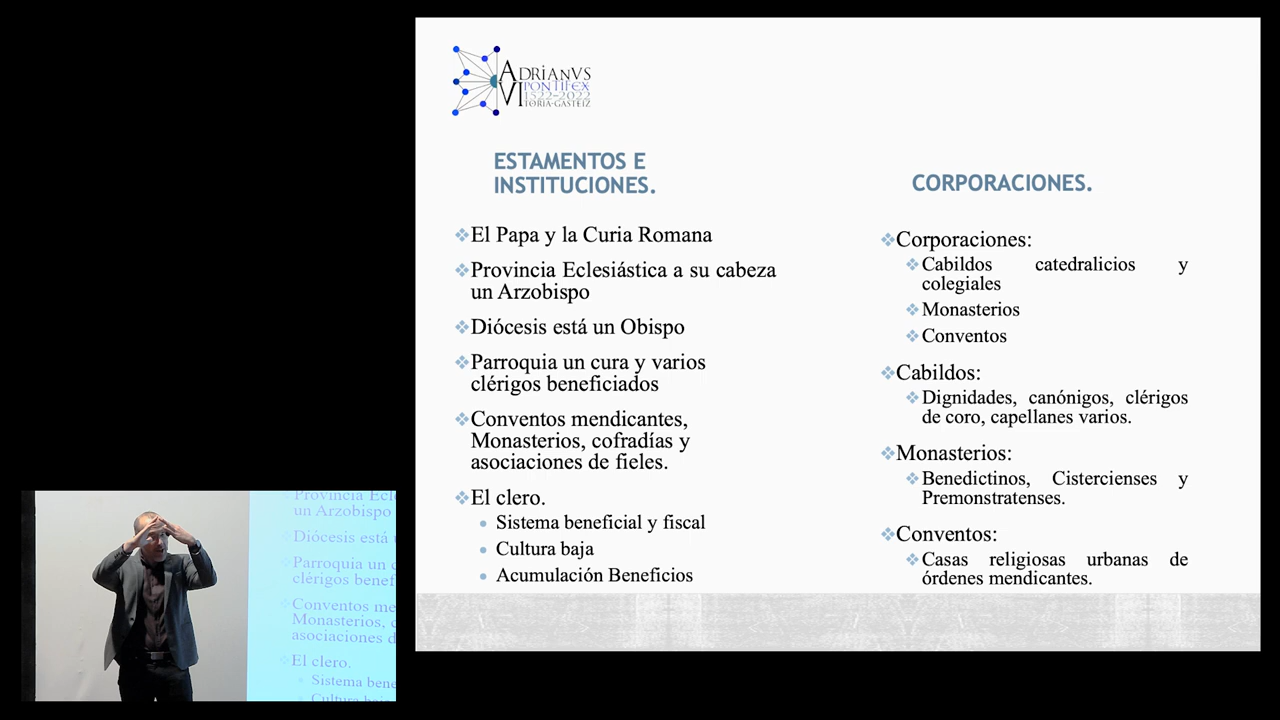 ADRIANVS
VI PONTIFEX
1522-2022
VITORIA-GASTEIZ
ESTAMENTOS E
INSTITUCIONES.
❖El Papa y la Curia Romana
❖Provincia Eclesiástica a su cabeza
un Arzobispo
❖Diócesis está un Obispo
❖Parroquia un cura y varios
clérigos beneficiados
❖Conventos mendicantes,
Monasterios, cofradías y
asociaciones de fieles.
❖El clero.
• Sistema beneficial y fiscal
• Cultura baja
• Acumulación Beneficios
CORPORACIONES.
❖Corporaciones:
❖Cabildos catedralicios y
colegiales
❖Monasterios
❖Conventos
❖Cabildos:
❖Dignidades, canónigos, clérigos
de coro, capellanes varios.
❖Monasterios:
❖Benedictinos, Cistercienses y
Premonstratenses.
❖Conventos:
❖Casas religiosas urbanas de
órdenes mendicantes.
Provincia Ecl
un Arzobispo
Diócesis está
Parroquia un
clérigos benef
Conventos me
Monasterios,
asociaciones d
El clero.
Sistema bene
Cultura baj